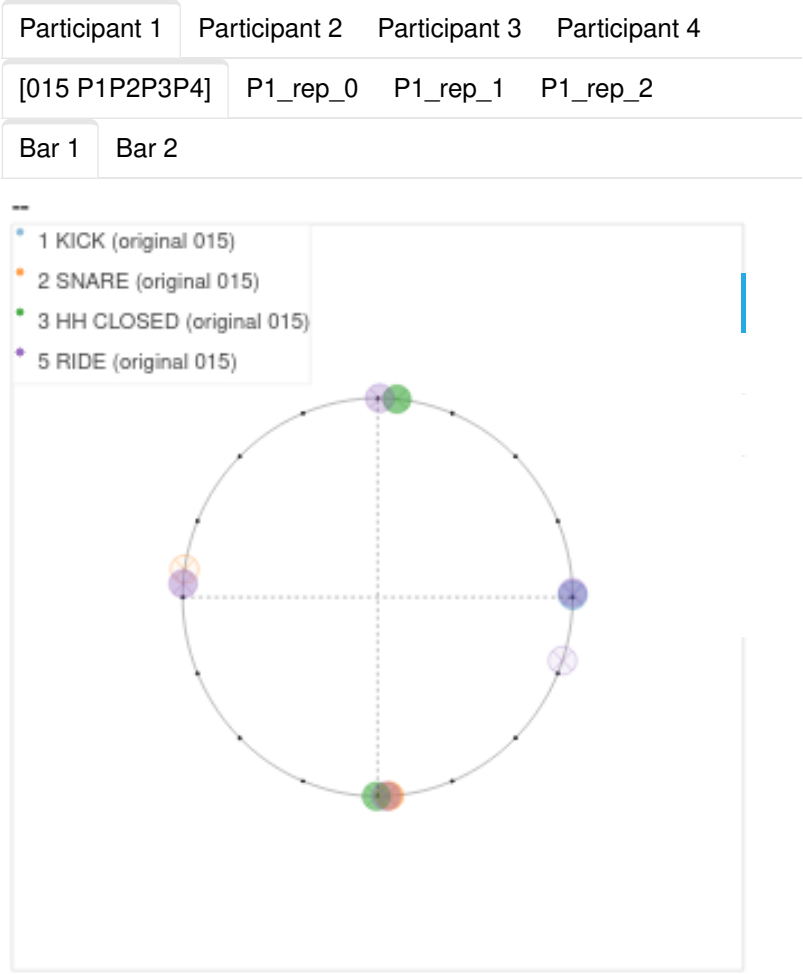 Participant 1 Participant 2 Participant 3 Participant 4
[015 P1P2P3P4] P1_rep_0 P1_rep_1 P1_rep_2
Bar 1 Bar 2
--
1 KICK (original 015)
2 SNARE (original 015)
3 HH CLOSED (original 015)
5 RIDE (original 015)